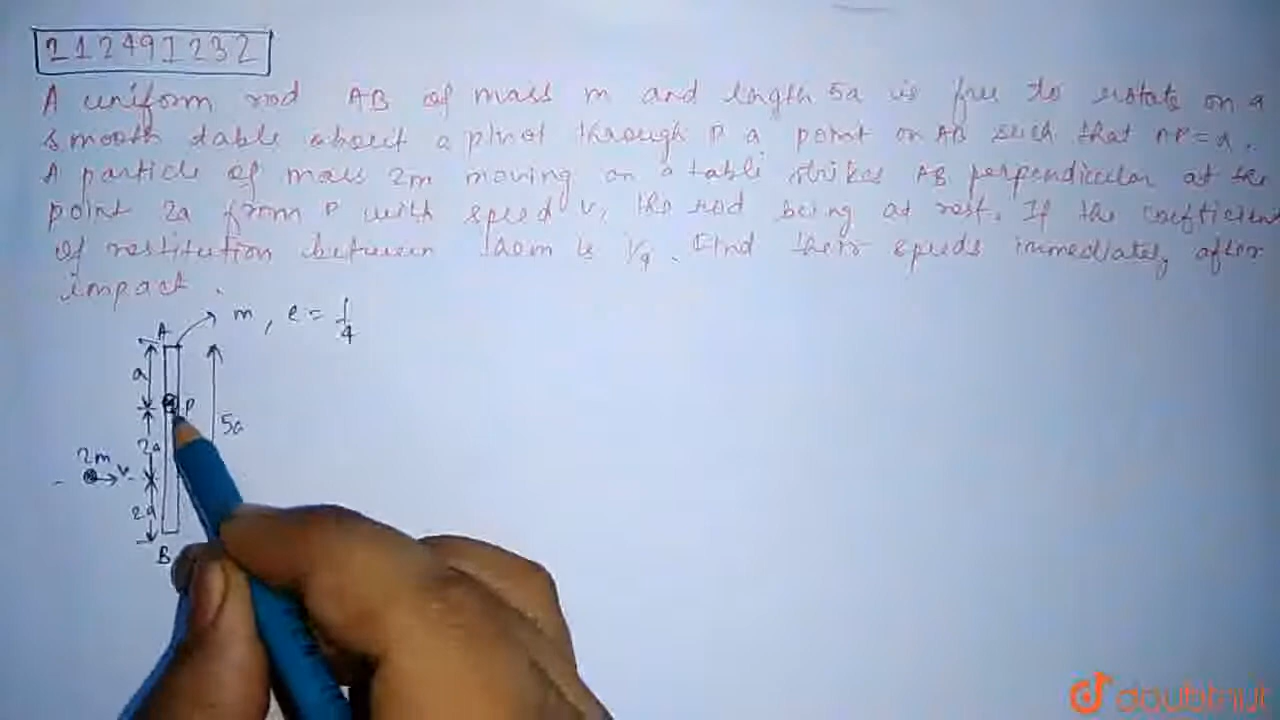 212491232
A uniform rod AB of mass m and length 5a is free to rotate on a
smooth table about a pivot through P a point on AB such that AP = a.
A particle of mass 2m moving on a table strikes AB perpendicular at the
point 2a from P with speed v, the rod being at rest. If the coefficient
of restitution between them is 1/4. Find their speeds immediately after
impact.
A
m, e = 1/4
a
P
2a
5a
2m
v
2a
B
doubtnut